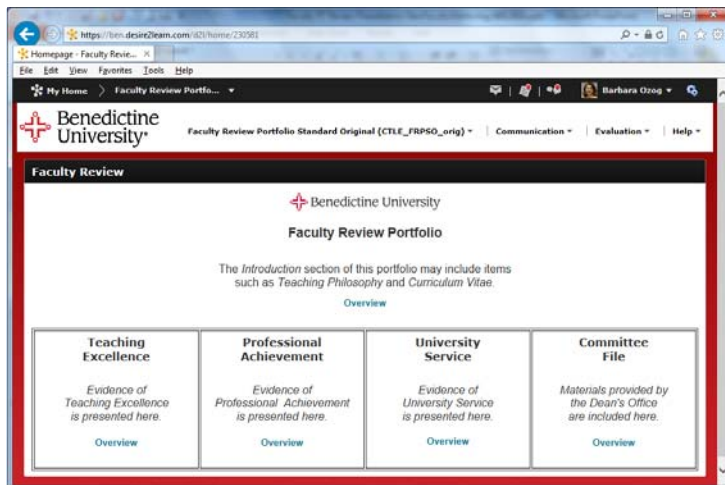 https://ben.desire2learn.com/d2l/home/230581
Homepage - Faculty Revie...
File Edit View Favorites Tools Help
My Home > Faculty Review Portfo...
Barbara Ozog
Benedictine
University
Faculty Review Portfolio Standard Original (CTLE_FRPSO_orig)
Communication
Evaluation
Help
Faculty Review
Benedictine University
Faculty Review Portfolio
The Introduction section of this portfolio may include items
such as Teaching Philosophy and Curriculum Vitae.
Overview
Teaching
Excellence
Evidence of
Teaching Excellence
is presented here.
Overview
Professional
Achievement
Evidence of
Professional Achievement
is presented here.
Overview
University
Service
Evidence of
University Service
is presented here.
Overview
Committee
File
Materials provided by
the Dean's Office
are included here.
Overview